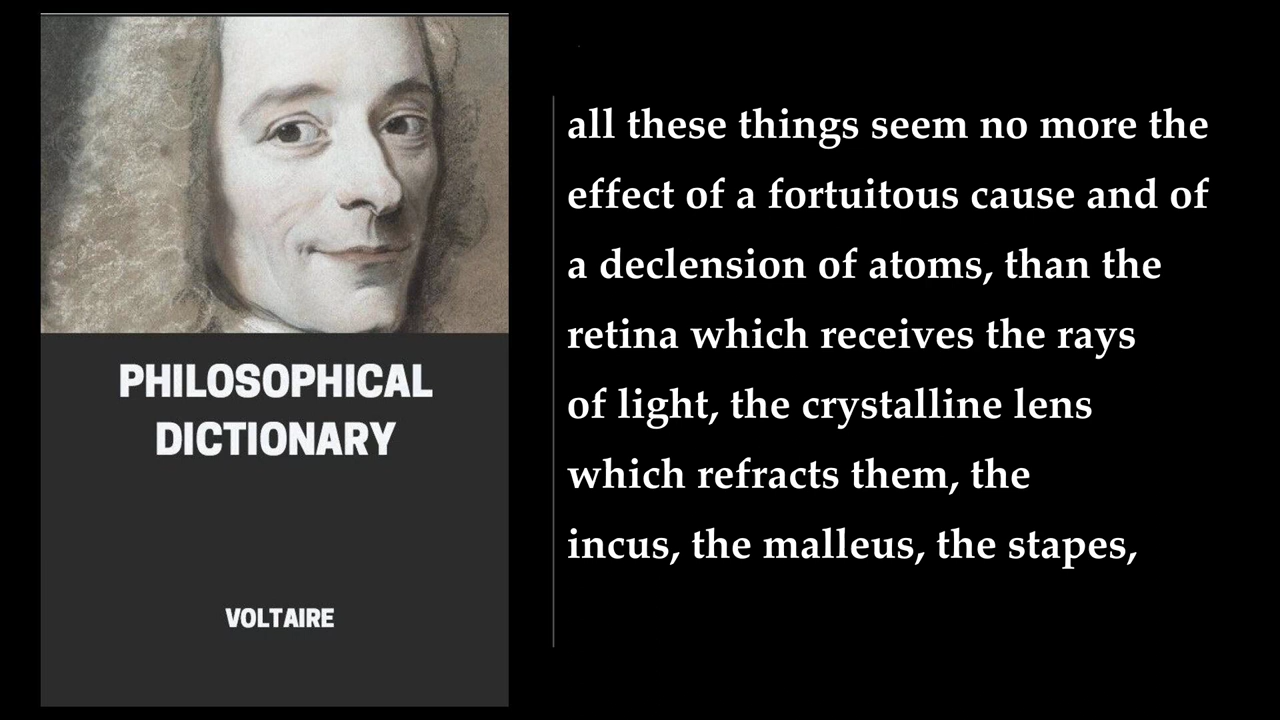 PHILOSOPHICAL
DICTIONARY
VOLTAIRE
all these things seem no more the
effect of a fortuitous cause and of
a declension of atoms, than the
retina which receives the rays
of light, the crystalline lens
which refracts them, the
incus, the malleus, the stapes,